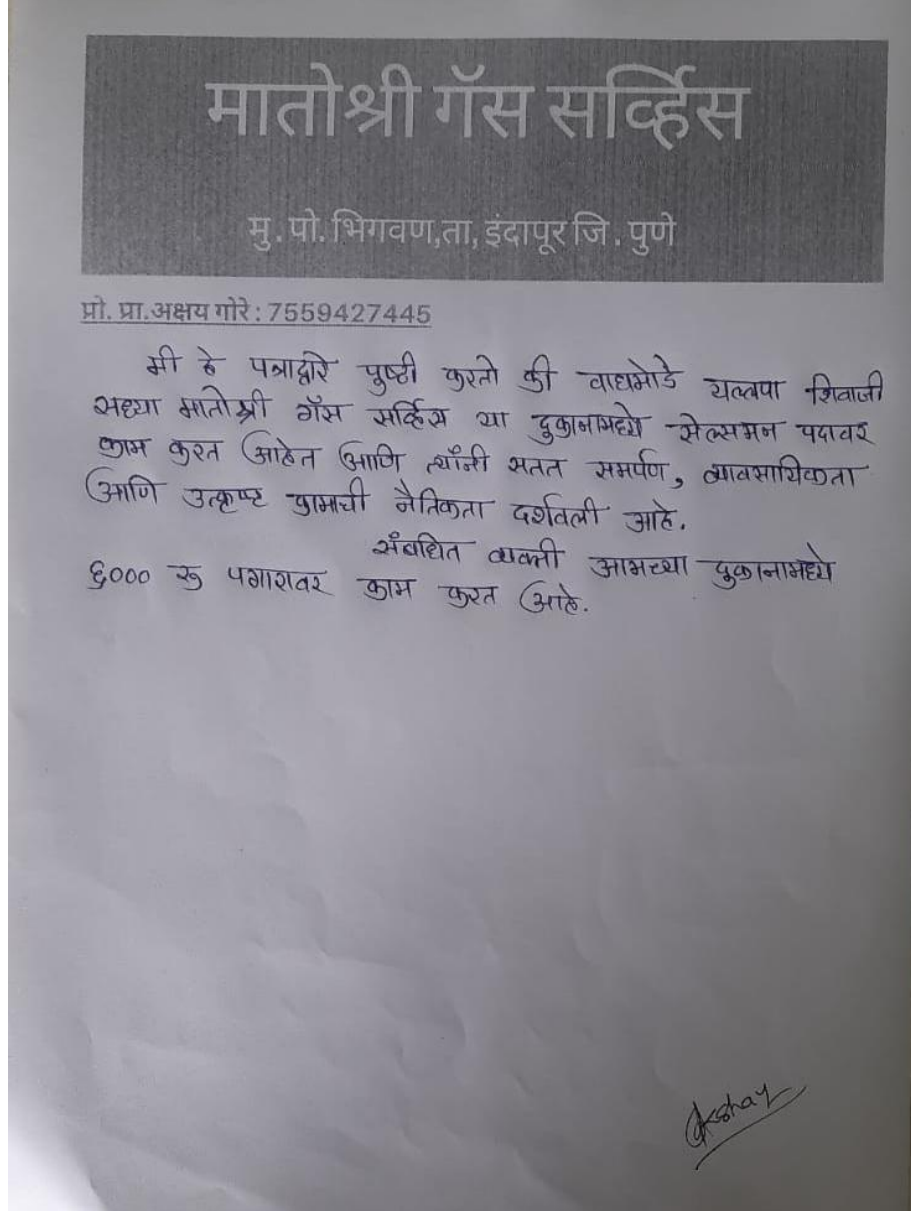 मातोश्री गॅस सर्व्हिस
मु.पो.भिगवण,ता,इंदापूर जि.पुणे
प्रो. प्रा.अक्षय गोरे : 7559427445
मी हे पत्राद्वारे पुष्टी करतो की वाघमोडे यल्लपा शिवाजी
सध्या मातोश्री गॅस सर्व्हिस या दुकानामध्ये सेल्समन पदावर
काम करत आहेत आणि त्यांनी सतत समर्पण, व्यावसायिकता
आणि उत्कृष्ट कामाची नैतिकता दर्शवली आहे.
संबधित व्यक्ती आमच्या दुकानामध्ये
६००० रु पगारावर काम करत आहे.
Akshay